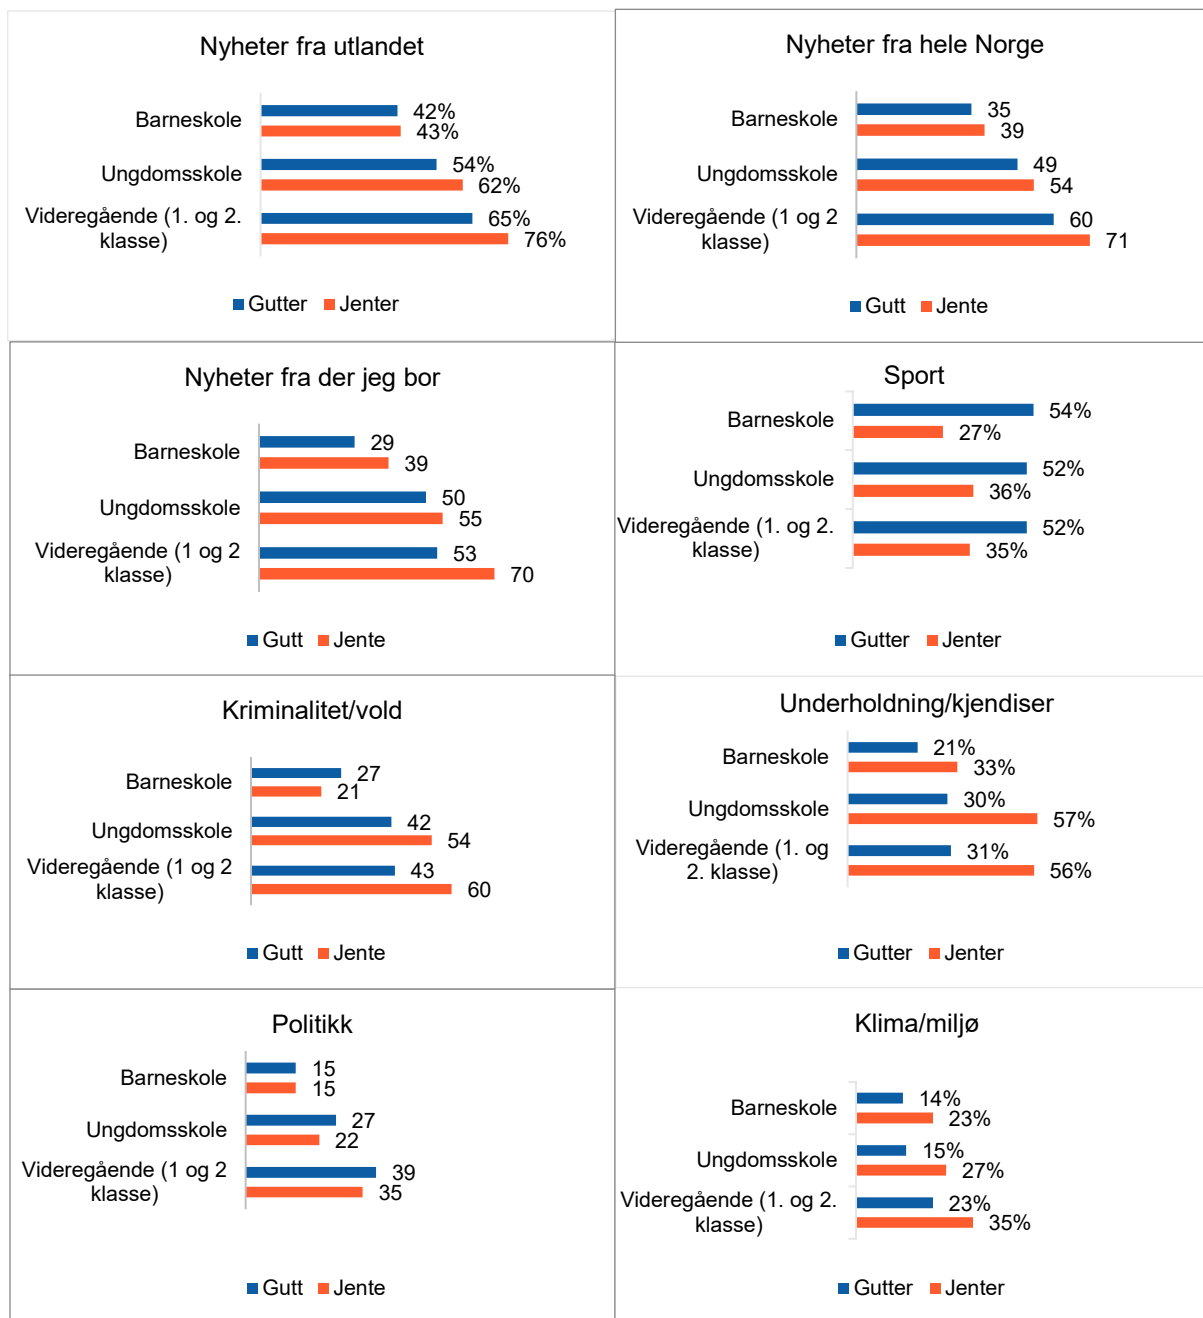 Nyheter fra utlandet
Barneskole
42%
43%
Ungdomsskole
54%
62%
Videregående (1. og 2.
klasse)
65%
76%
Gutter Jenter
Nyheter fra hele Norge
Barneskole
35
39
Ungdomsskole
49
54
Videregående (1 og 2
klasse)
60
71
Gutt Jente
Nyheter fra der jeg bor
Barneskole
29
39
Ungdomsskole
50
55
Videregående (1 og 2
klasse)
53
70
Gutt Jente
Sport
Barneskole
54%
27%
Ungdomsskole
52%
36%
Videregående (1. og 2.
klasse)
52%
35%
Gutter Jenter
Kriminalitet/vold
Barneskole
27
21
Ungdomsskole
42
54
Videregående (1 og 2
klasse)
43
60
Gutt Jente
Underholdning/kjendiser
Barneskole
21%
33%
Ungdomsskole
30%
57%
Videregående (1. og
2. klasse)
31%
56%
Gutter Jenter
Politikk
Barneskole
15
15
Ungdomsskole
27
22
Videregående (1 og 2
klasse)
39
35
Gutt Jente
Klima/miljø
Barneskole
14%
23%
Ungdomsskole
15%
27%
Videregående (1. og 2.
klasse)
23%
35%
Gutter Jenter